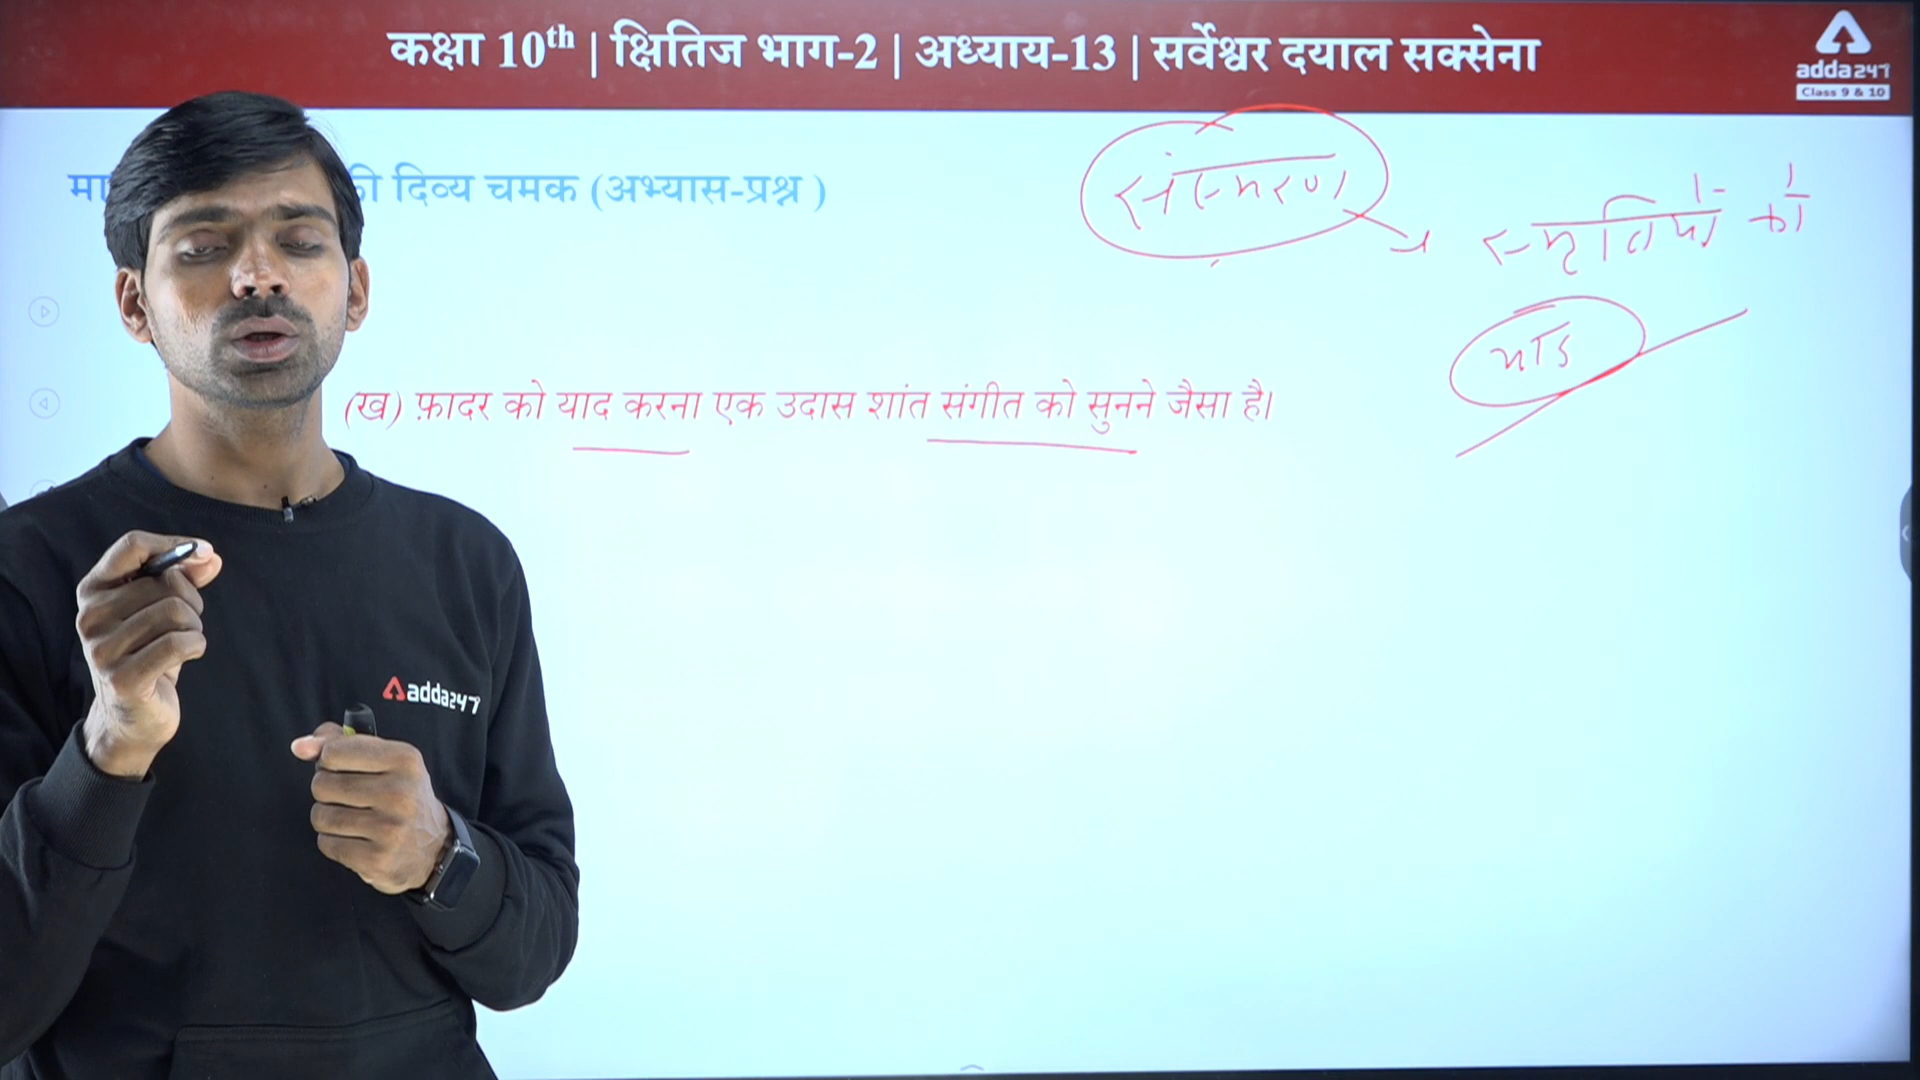 कक्षा 10th | क्षितिज भाग-2 | अध्याय-13 | सर्वेश्वर दयाल सक्सेना
adda247
Class 9 & 10
की दिव्य चमक (अभ्यास-प्रश्न )
संस्मरण
स्मृतियों को
याद
(ख) फ़ादर को याद करना एक उदास शांत संगीत को सुनने जैसा है।
adda247